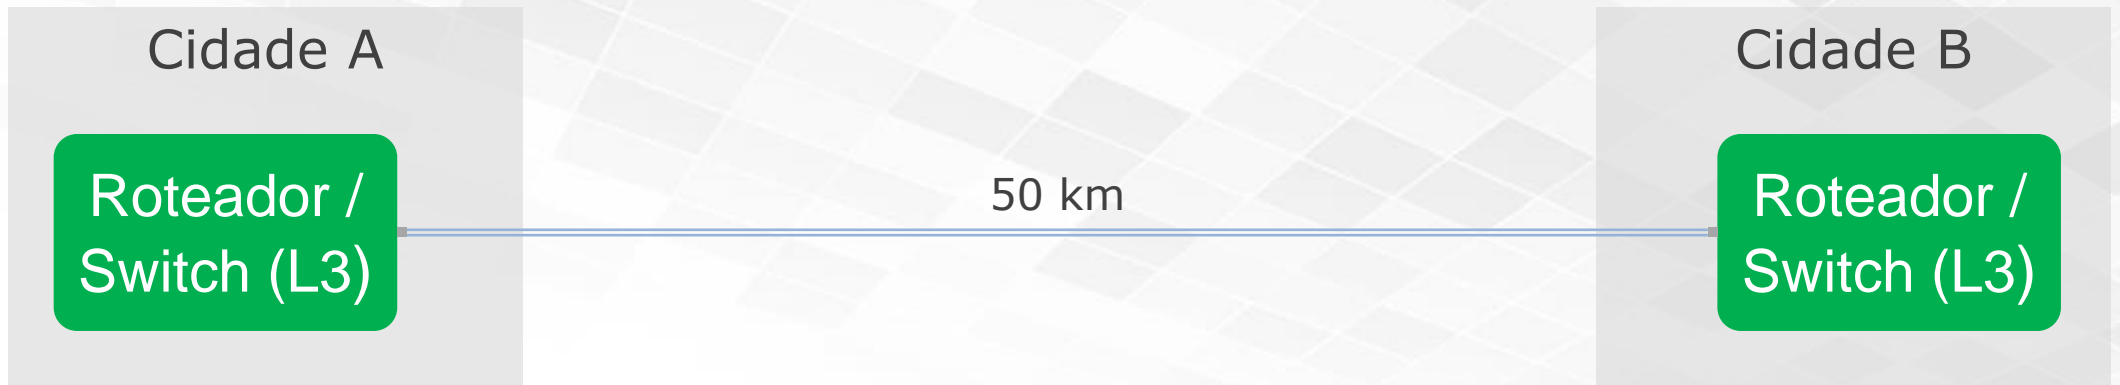 Cidade A
Cidade B
Roteador /
Switch (L3)
50 km
Roteador /
Switch (L3)